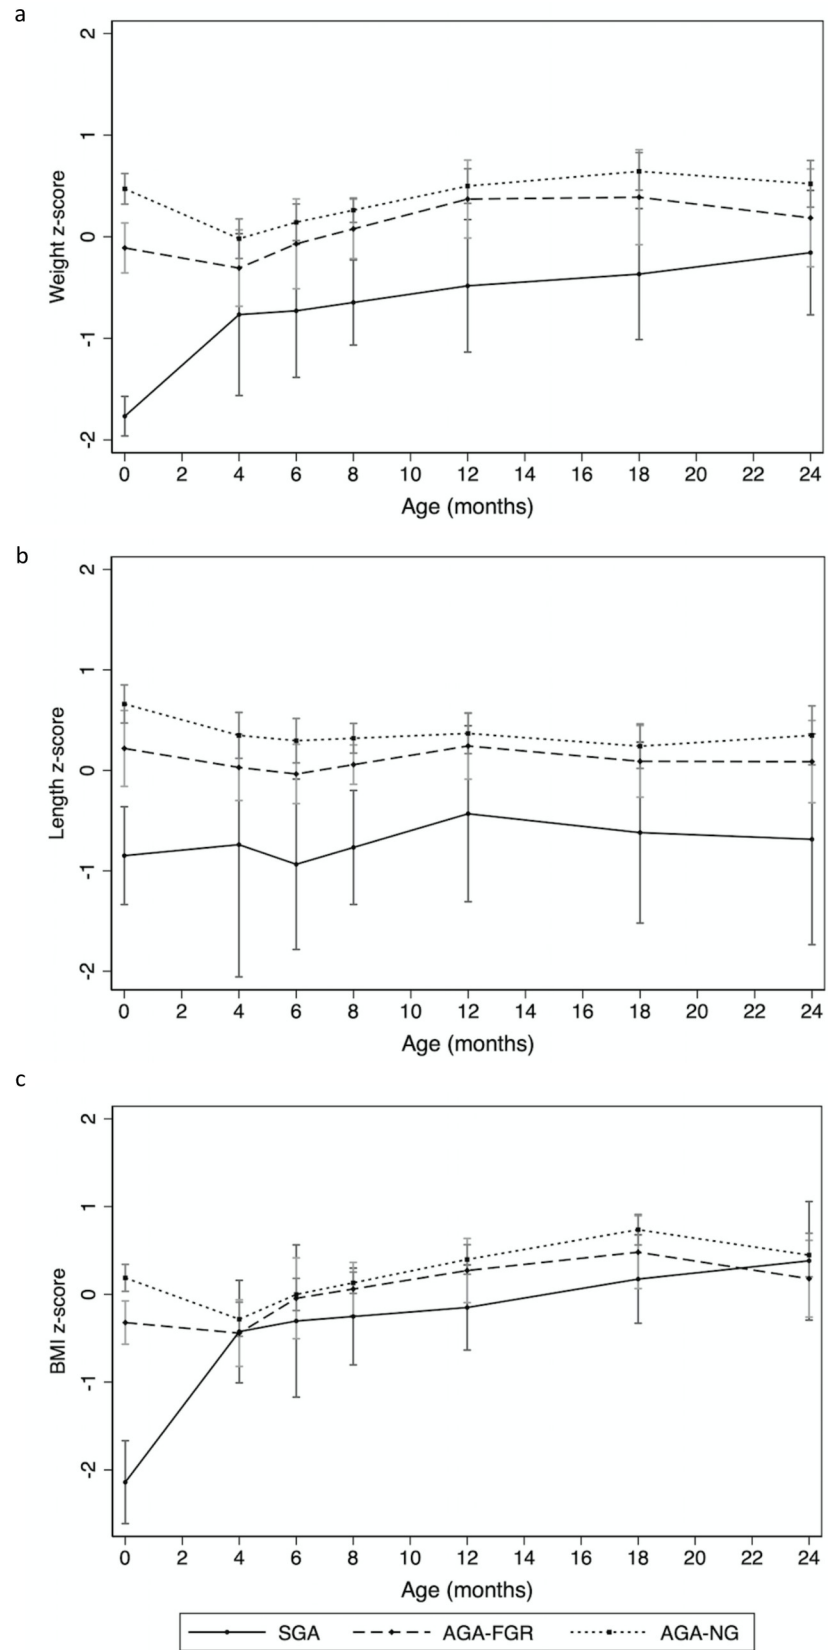 a
2
1
0
-1
-2
Weight z-score
0 2 4 6 8 10 12 14 16 18 20 22 24
Age (months)
b
2
1
0
-1
-2
Length z-score
0 2 4 6 8 10 12 14 16 18 20 22 24
Age (months)
c
2
1
0
-1
-2
BMI z-score
0 2 4 6 8 10 12 14 16 18 20 22 24
Age (months)
SGA AGA-FGR AGA-NG